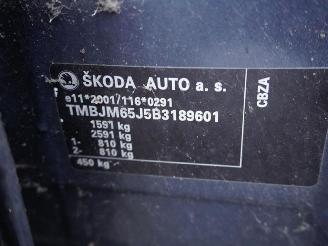 ŠKODA AUTO a. s.
e11*2001/116*0291
TMBJM65J5B3189601
1591 kg
2591 kg
1- 810 kg
2- 810 kg
450 kg
CBZA